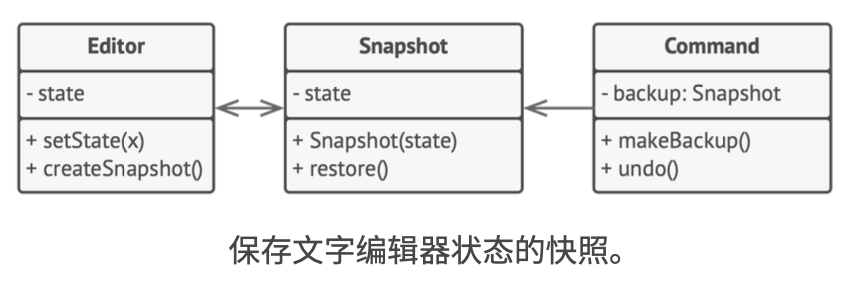 Editor
- state
+ setState(x)
+ createSnapshot()
Snapshot
- state
+ Snapshot(state)
+ restore()
Command
- backup: Snapshot
+ makeBackup()
+ undo()
保存文字编辑器状态的快照。